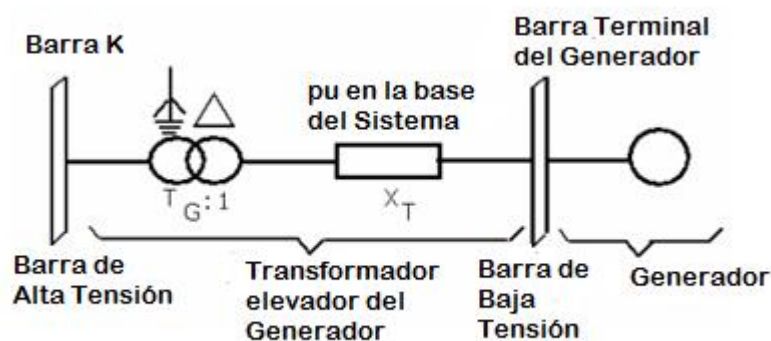 Barra K
Barra Terminal
del Generador
pu en la base
del Sistema
T G : 1
X T
Barra de
Alta Tensión
Transformador
elevador del
Generador
Barra de
Baja
Tensión
Generador